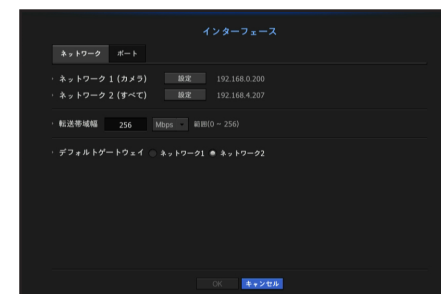 インターフェース
ネットワーク ポート
ネットワーク 1 (カメラ) 設定 192.168.0.200
ネットワーク 2 (すべて) 設定 192.168.4.207
転送帯域幅 256 Mbps 範囲(0 ~ 256)
デフォルトゲートウェイ ネットワーク1 ネットワーク2
OK キャンセル